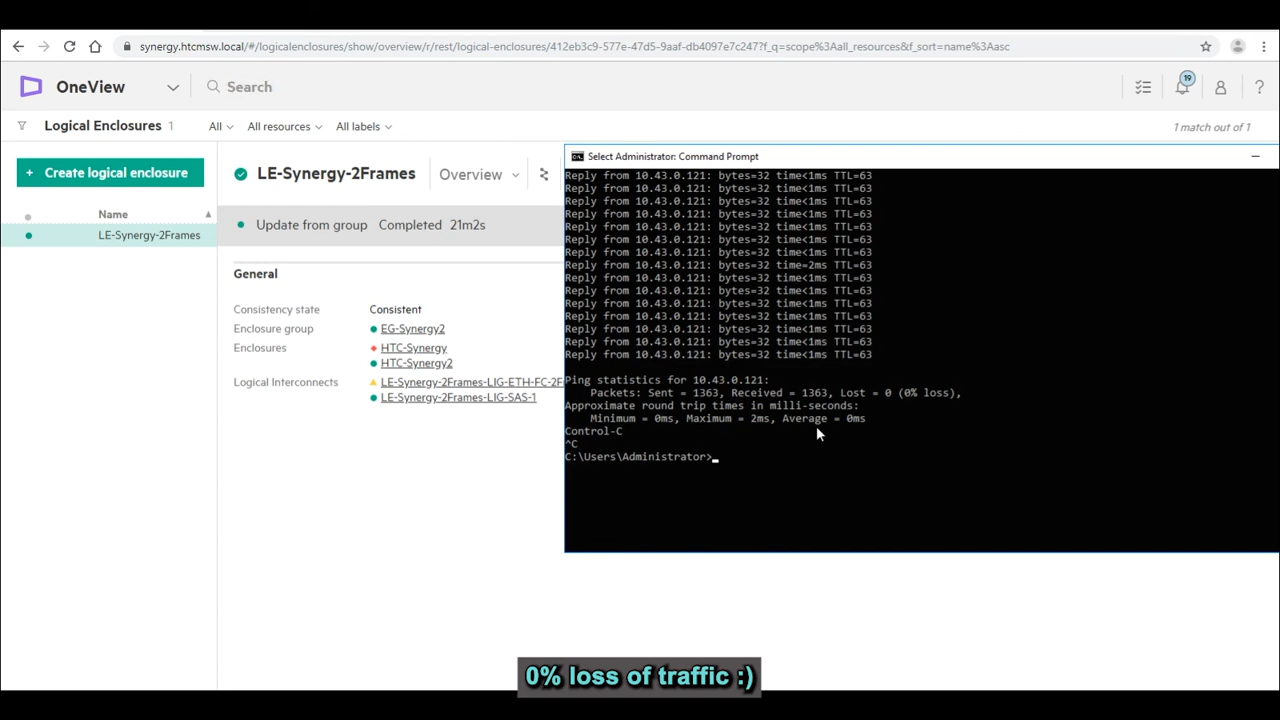 synergy.htcmsw.local/#/logicalenclosures/show/overview/r/rest/logical-enclosures/412eb3c9-577e-47d5-9aaf-db4097e7c247?f_q=scope%3Aall_resources&f_sort=name%3Aasc
OneView
Search
19
?
Logical Enclosures 1
All
All resources
All labels
1 match out of 1
+ Create logical enclosure
Name
LE-Synergy-2Frames
LE-Synergy-2Frames
Overview
Update from group Completed 21m2s
General
Consistency state Consistent
Enclosure group EG-Synergy2
Enclosures HTC-Synergy
HTC-Synergy2
Logical Interconnects LE-Synergy-2Frames-LIG-ETH-FC-2F
LE-Synergy-2Frames-LIG-SAS-1
Select Administrator: Command Prompt
Reply from 10.43.0.121: bytes=32 time<1ms TTL=63
Reply from 10.43.0.121: bytes=32 time<1ms TTL=63
Reply from 10.43.0.121: bytes=32 time<1ms TTL=63
Reply from 10.43.0.121: bytes=32 time<1ms TTL=63
Reply from 10.43.0.121: bytes=32 time<1ms TTL=63
Reply from 10.43.0.121: bytes=32 time<1ms TTL=63
Reply from 10.43.0.121: bytes=32 time<1ms TTL=63
Reply from 10.43.0.121: bytes=32 time=2ms TTL=63
Reply from 10.43.0.121: bytes=32 time<1ms TTL=63
Reply from 10.43.0.121: bytes=32 time<1ms TTL=63
Reply from 10.43.0.121: bytes=32 time<1ms TTL=63
Reply from 10.43.0.121: bytes=32 time<1ms TTL=63
Reply from 10.43.0.121: bytes=32 time<1ms TTL=63
Reply from 10.43.0.121: bytes=32 time<1ms TTL=63
Reply from 10.43.0.121: bytes=32 time<1ms TTL=63
Ping statistics for 10.43.0.121:
Packets: Sent = 1363, Received = 1363, Lost = 0 (0% loss),
Approximate round trip times in milli-seconds:
Minimum = 0ms, Maximum = 2ms, Average = 0ms
Control-C
^C
C:\Users\Administrator>
0% loss of traffic :)